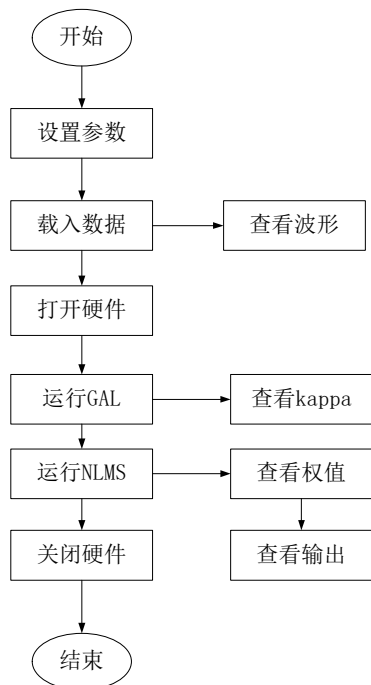 开始
设置参数
载入数据
查看波形
打开硬件
运行GAL
查看kappa
运行NLMS
查看权值
关闭硬件
查看输出
结束